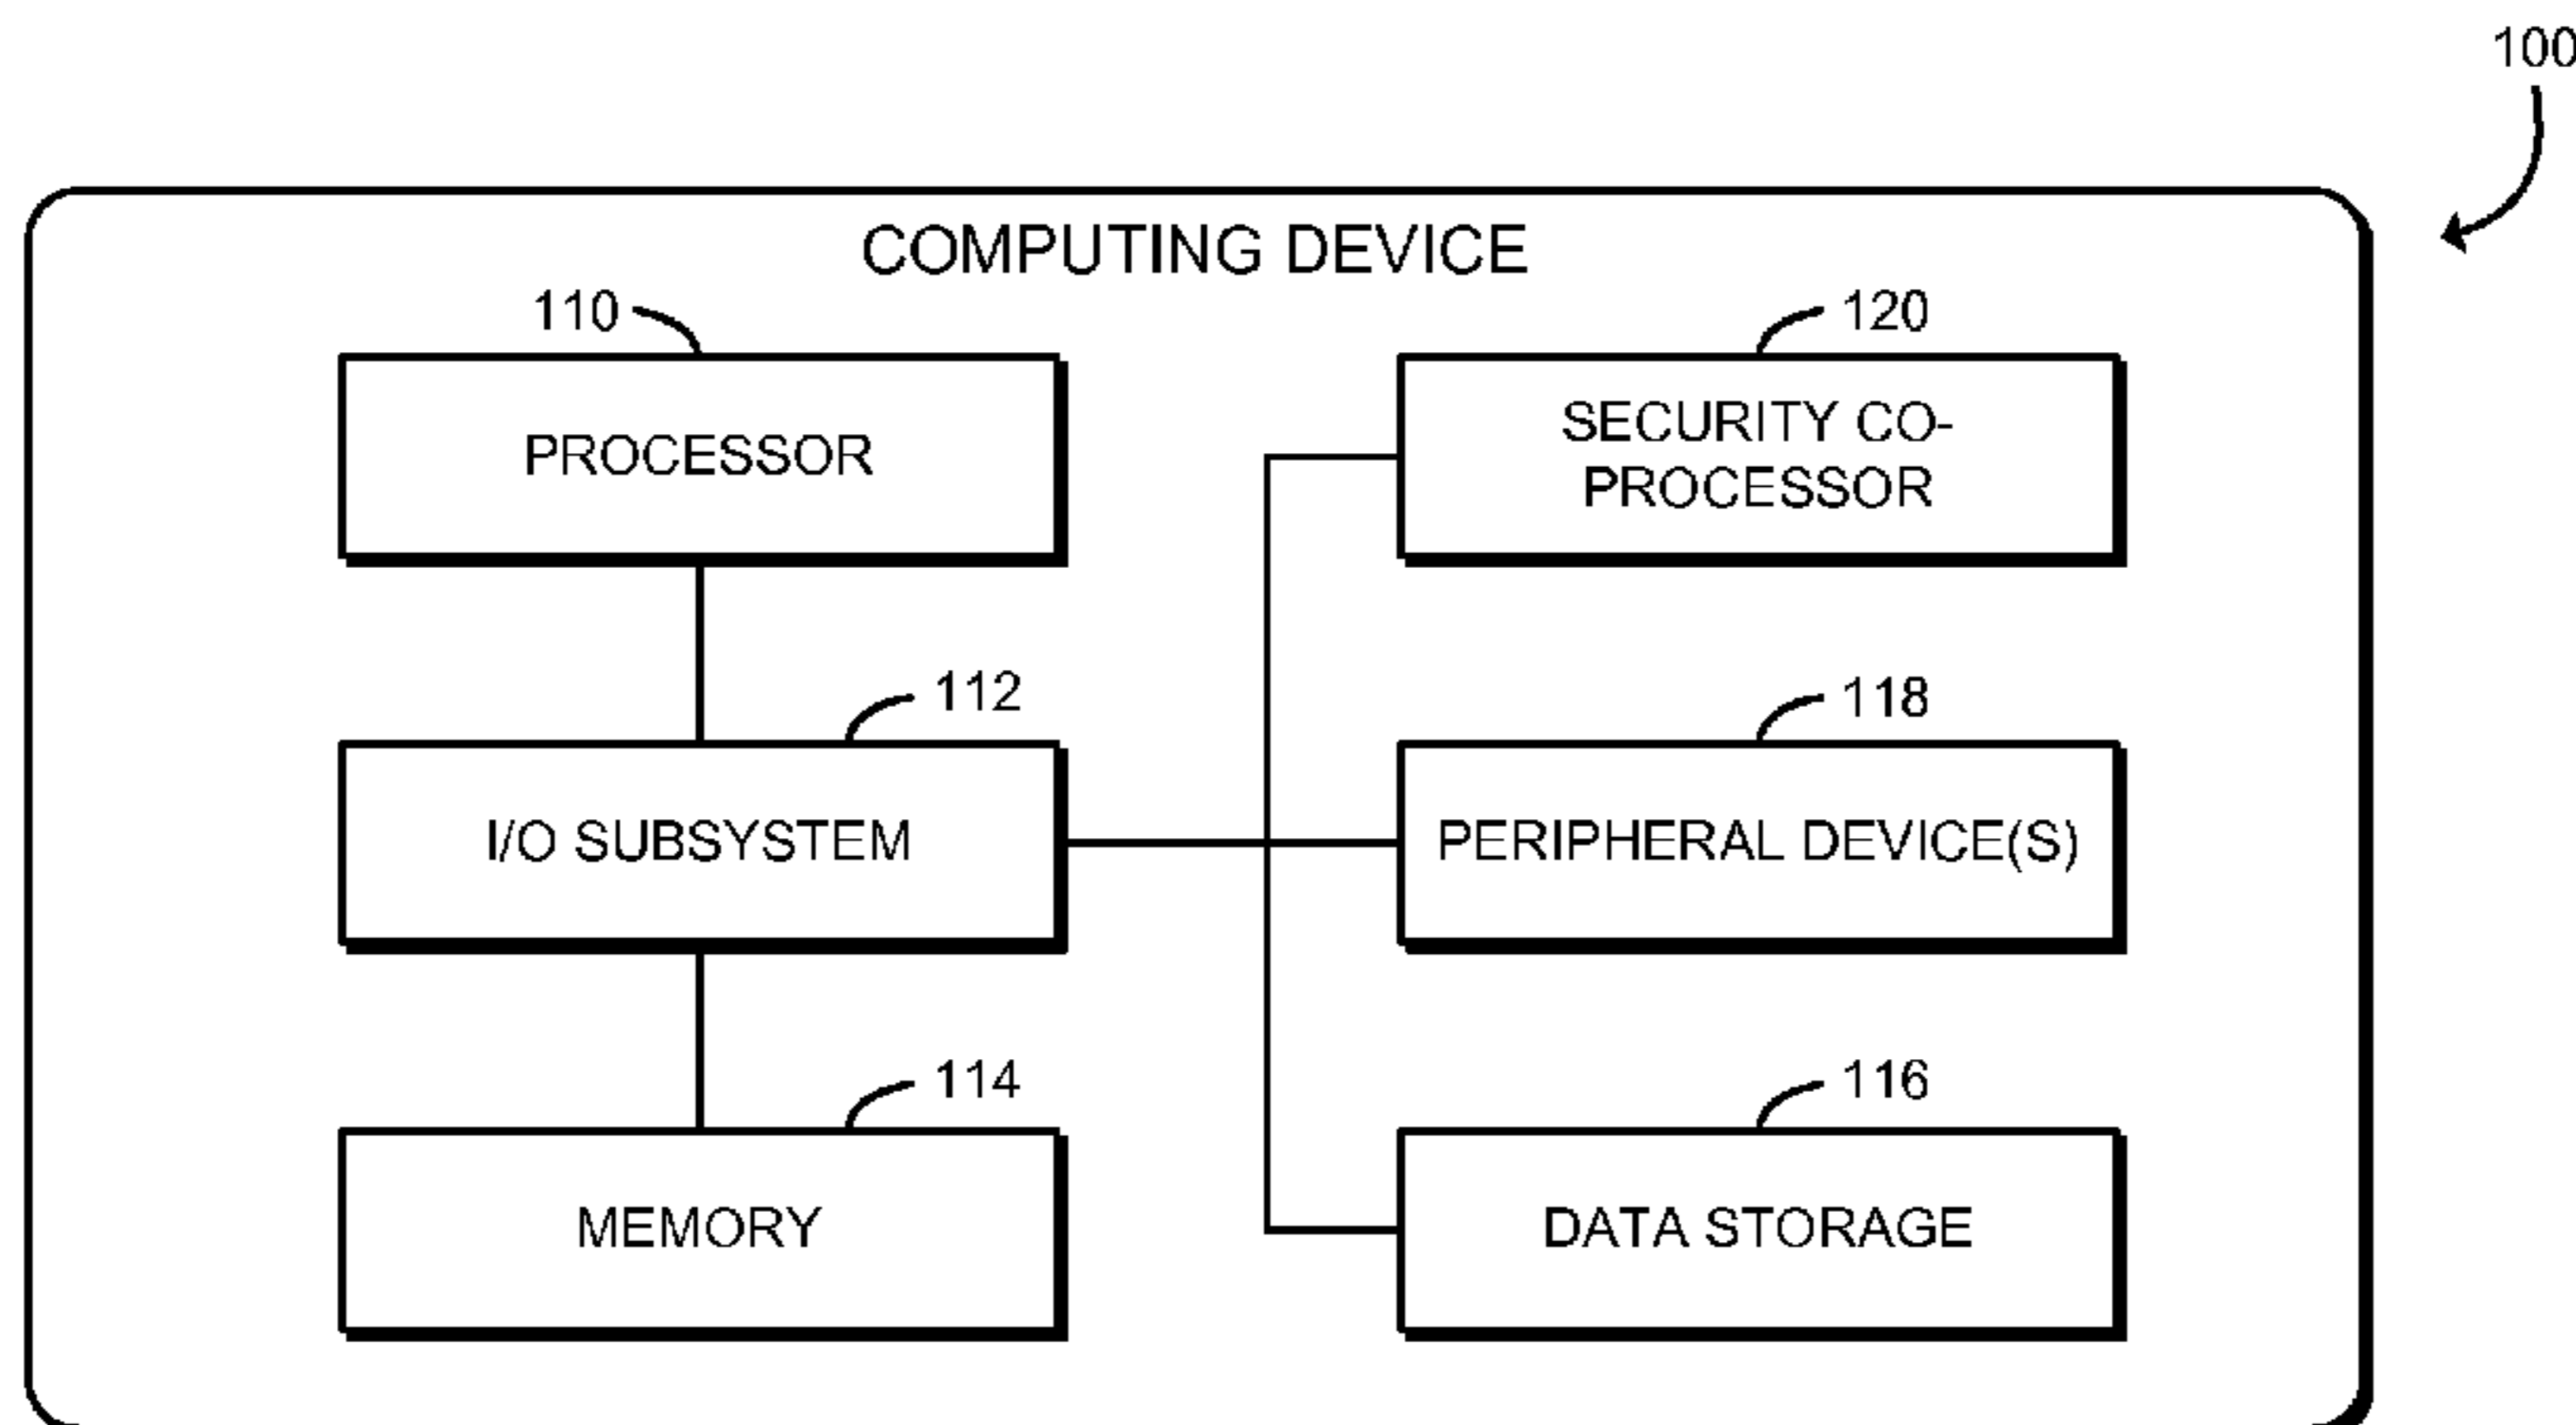 100
COMPUTING DEVICE
110
120
PROCESSOR
SECURITY CO-
PROCESSOR
112
118
I/O SUBSYSTEM
PERIPHERAL DEVICE(S)
114
116
MEMORY
DATA STORAGE